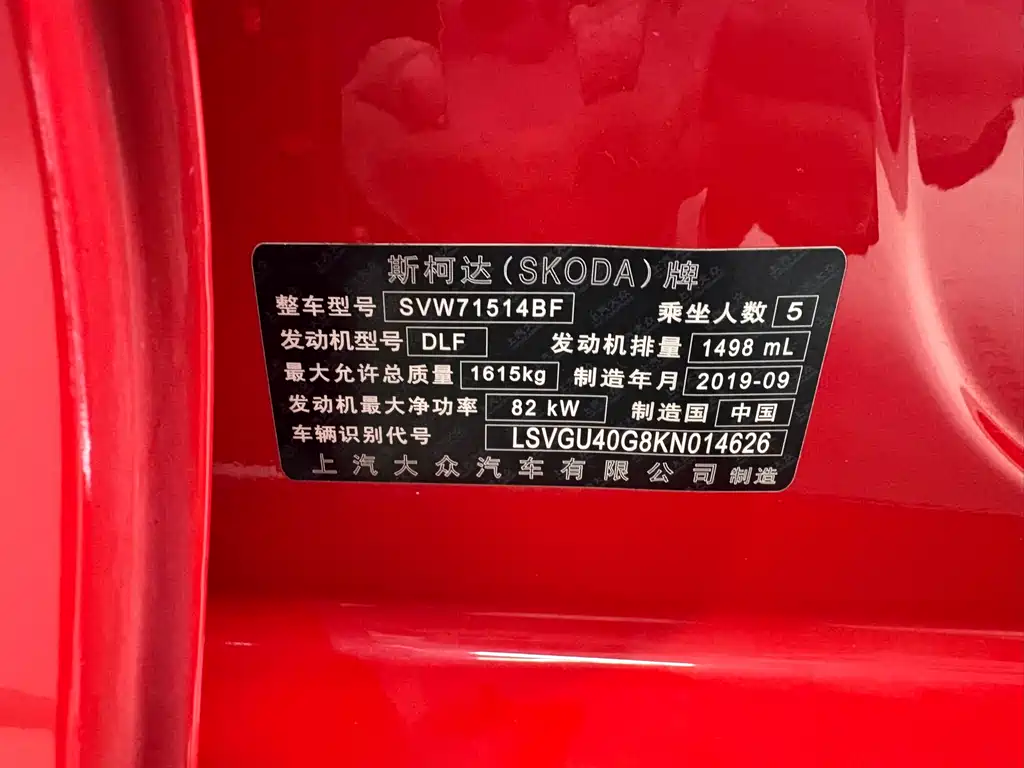 斯柯达(SKODA)牌
整车型号 SVW71514BF 乘坐人数 5
发动机型号 DLF 发动机排量 1498 mL
最大允许总质量 1615kg 制造年月 2019-09
发动机最大净功率 82 kW 制造国 中国
车辆识别代号 LSVGU40G8KN014626
上汽大众汽车有限公司 制造